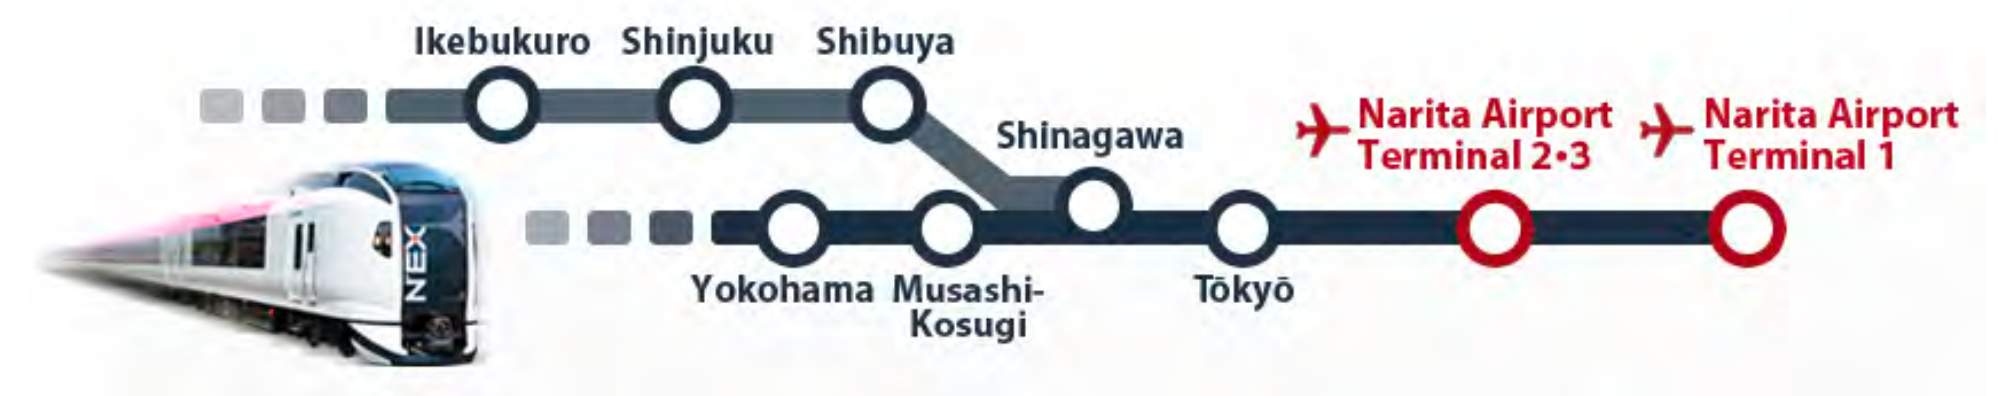 Ikebukuro
Shinjuku
Shibuya
Shinagawa
Narita Airport
Terminal 2•3
Narita Airport
Terminal 1
NEX
Yokohama
Musashi-
Kosugi
Tōkyō